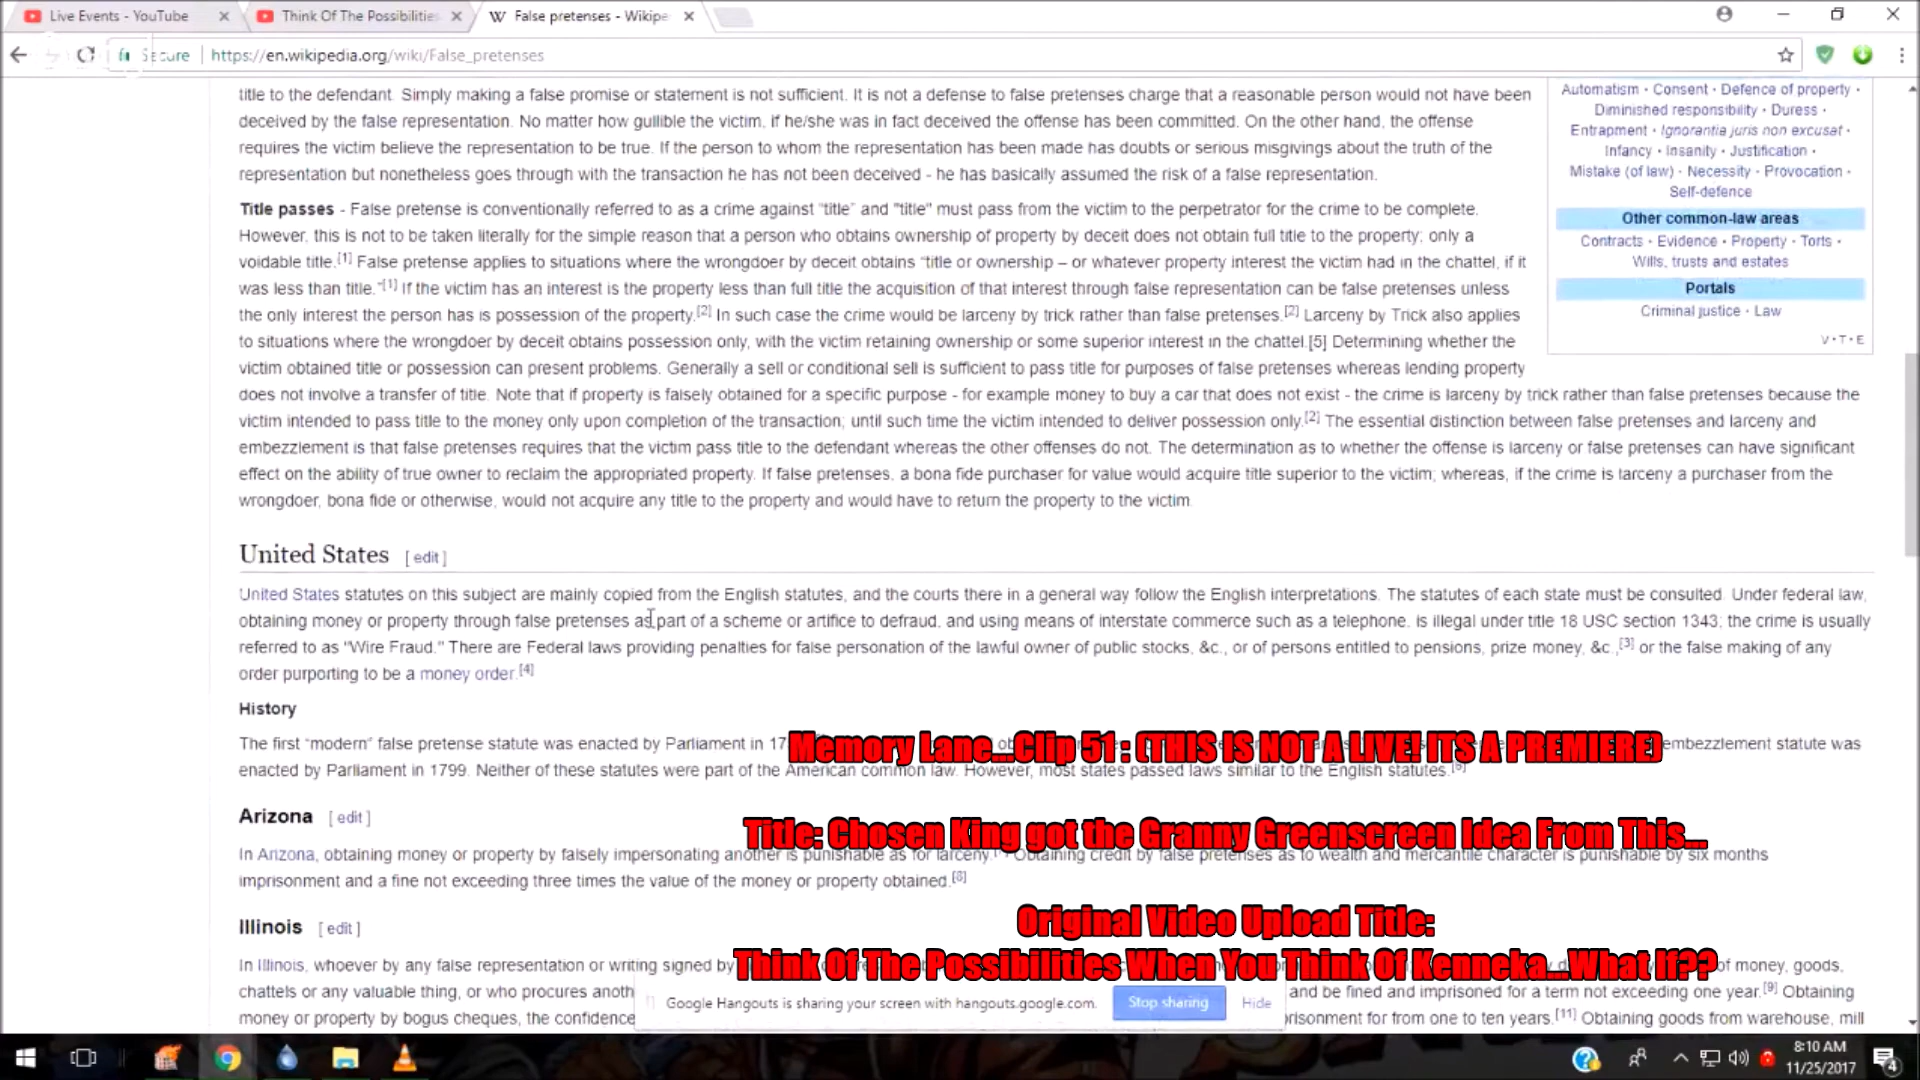 Live Events - YouTube
Think Of The Possibilities
False pretenses - Wikipe
Secure
https://en.wikipedia.org/wiki/False_pretenses
title to the defendant. Simply making a false promise or statement is not sufficient. It is not a defense to false pretenses charge that a reasonable person would not have been
deceived by the false representation. No matter how gullible the victim, if he/she was in fact deceived the offense has been committed. On the other hand, the offense
requires the victim believe the representation to be true. If the person to whom the representation has been made has doubts or serious misgivings about the truth of the
representation but nonetheless goes through with the transaction he has not been deceived - he has basically assumed the risk of a false representation.
Title passes - False pretense is conventionally referred to as a crime against "title" and "title" must pass from the victim to the perpetrator for the crime to be complete.
However, this is not to be taken literally for the simple reason that a person who obtains ownership of property by deceit does not obtain full title to the property; only a
voidable title.[1] False pretense applies to situations where the wrongdoer by deceit obtains "title or ownership – or whatever property interest the victim had in the chattel, if it
was less than title."[1] If the victim has an interest is the property less than full title the acquisition of that interest through false representation can be false pretenses unless
the only interest the person has is possession of the property.[2] In such case the crime would be larceny by trick rather than false pretenses.[2] Larceny by Trick also applies
to situations where the wrongdoer by deceit obtains possession only, with the victim retaining ownership or some superior interest in the chattel.[5] Determining whether the
victim obtained title or possession can present problems. Generally a sell or conditional sell is sufficient to pass title for purposes of false pretenses whereas lending property
does not involve a transfer of title. Note that if property is falsely obtained for a specific purpose - for example money to buy a car that does not exist - the crime is larceny by trick rather than false pretenses because the
victim intended to pass title to the money only upon completion of the transaction; until such time the victim intended to deliver possession only.[2] The essential distinction between false pretenses and larceny and
embezzlement is that false pretenses requires that the victim pass title to the defendant whereas the other offenses do not. The determination as to whether the offense is larceny or false pretenses can have significant
effect on the ability of true owner to reclaim the appropriated property. If false pretenses, a bona fide purchaser for value would acquire title superior to the victim; whereas, if the crime is larceny a purchaser from the
wrongdoer, bona fide or otherwise, would not acquire any title to the property and would have to return the property to the victim.
Automatism · Consent · Defence of property ·
Diminished responsibility · Duress ·
Entrapment · Ignorantia juris non excusat ·
Infancy · Insanity · Justification ·
Mistake (of law) · Necessity · Provocation ·
Self-defence
Other common-law areas
Contracts · Evidence · Property · Torts ·
Wills, trusts and estates
Portals
Criminal justice · Law
V·T·E
United States [ edit ]
United States statutes on this subject are mainly copied from the English statutes, and the courts there in a general way follow the English interpretations. The statutes of each state must be consulted. Under federal law,
obtaining money or property through false pretenses as part of a scheme or artifice to defraud, and using means of interstate commerce such as a telephone, is illegal under title 18 USC section 1343; the crime is usually
referred to as "Wire Fraud." There are Federal laws providing penalties for false personation of the lawful owner of public stocks, &c., or of persons entitled to pensions, prize money, &c.,[3] or the false making of any
order purporting to be a money order.[4]
History
The first "modern" false pretense statute was enacted by Parliament in 17 embezzlement statute was
enacted by Parliament in 1799. Neither of these statutes were part of the American common law. However, most states passed laws similar to the English statutes.
Memory Lane...Clip 51 : (THIS IS NOT A LIVE! ITS A PREMIERE)
Arizona [ edit ]
Title: Chosen King got the Granny Greenscreen Idea From This...
In Arizona, obtaining money or property by falsely impersonating another is punishable as for larceny. Obtaining credit by false pretenses as to wealth and mercantile character is punishable by six months
imprisonment and a fine not exceeding three times the value of the money or property obtained.[8]
Illinois [ edit ]
Original Video Upload Title:
Think Of The Possibilities When You Think Of Kenneka...What If??
In Illinois, whoever by any false representation or writing signed by of money, goods,
chattels or any valuable thing, or who procures anoth and be fined and imprisoned for a term not exceeding one year.[9] Obtaining
money or property by bogus cheques, the confidence for from one to ten years.[11] Obtaining goods from warehouse, mill
Google Hangouts is sharing your screen with hangouts.google.com.
Stop sharing
Hide
8:10 AM
11/25/2017
4